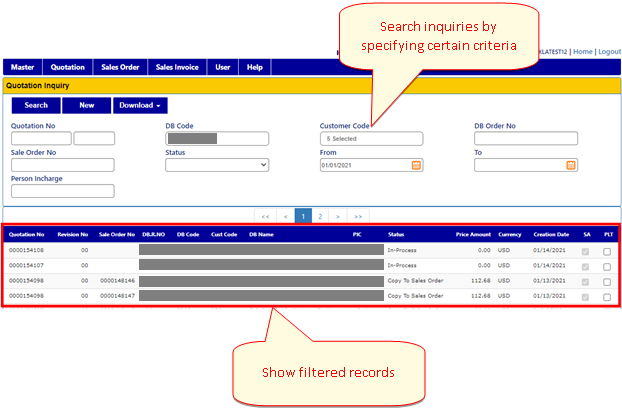 Search inquiries by
specifying certain criteria
XLATEST12 | Home | Logout
Master Quotation Sales Order Sales Invoice User Help
Quotation Inquiry
Search New Download
Quotation No DB Code Customer Code DB Order No
6 Selected
Sale Order No Status From To
01/01/2021
Person Incharge
<< < 1 2 > >>
Quotation No Revision No Sale Order No DB.R.NO DB Code Cust Code DB Name PIC Status Price Amount Currency Creation Date SA PLT
0000154108 00 In-Process 0.00 USD 01/14/2021
0000154107 00 In-Process 0.00 USD 01/14/2021
0000154098 00 0000148146 Copy To Sales Order 112.68 USD 01/13/2021
0000154098 00 0000148147 Copy To Sales Order 112.68 USD 01/13/2021
Show filtered records